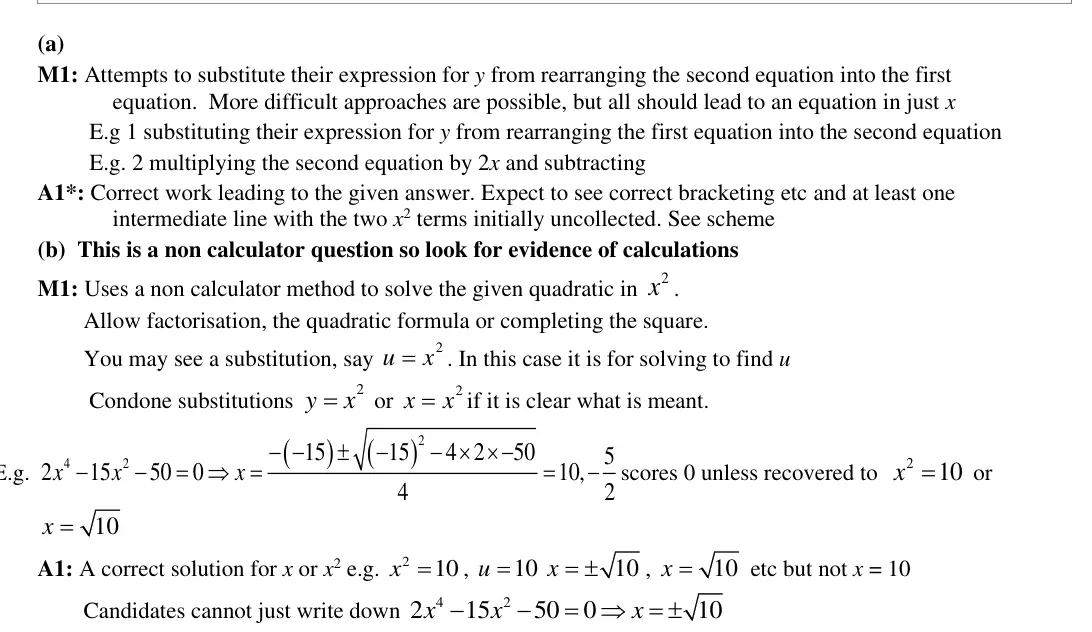 (a)
M1: Attempts to substitute their expression for y from rearranging the second equation into the first
equation.  More difficult approaches are possible, but all should lead to an equation in just x
E.g 1 substituting their expression for y from rearranging the first equation into the second equation
E.g. 2 multiplying the second equation by 2x and subtracting
A1*: Correct work leading to the given answer. Expect to see correct bracketing etc and at least one
intermediate line with the two x² terms initially uncollected. See scheme
(b)  This is a non calculator question so look for evidence of calculations
M1: Uses a non calculator method to solve the given quadratic in x².
Allow factorisation, the quadratic formula or completing the square.
You may see a substitution, say u = x². In this case it is for solving to find u
Condone substitutions y = x² or x = x² if it is clear what is meant.
E.g. 2x⁴ −15x² −50 = 0 ⇒ x = (−(−15) ± √((−15)² − 4×2×−50))/4 = 10, −5/2 scores 0 unless recovered to x² = 10 or
x = √10
A1: A correct solution for x or x² e.g. x² = 10, u = 10 x = ±√10, x = √10 etc but not x = 10
Candidates cannot just write down 2x⁴ −15x² −50 = 0 ⇒ x = ±√10